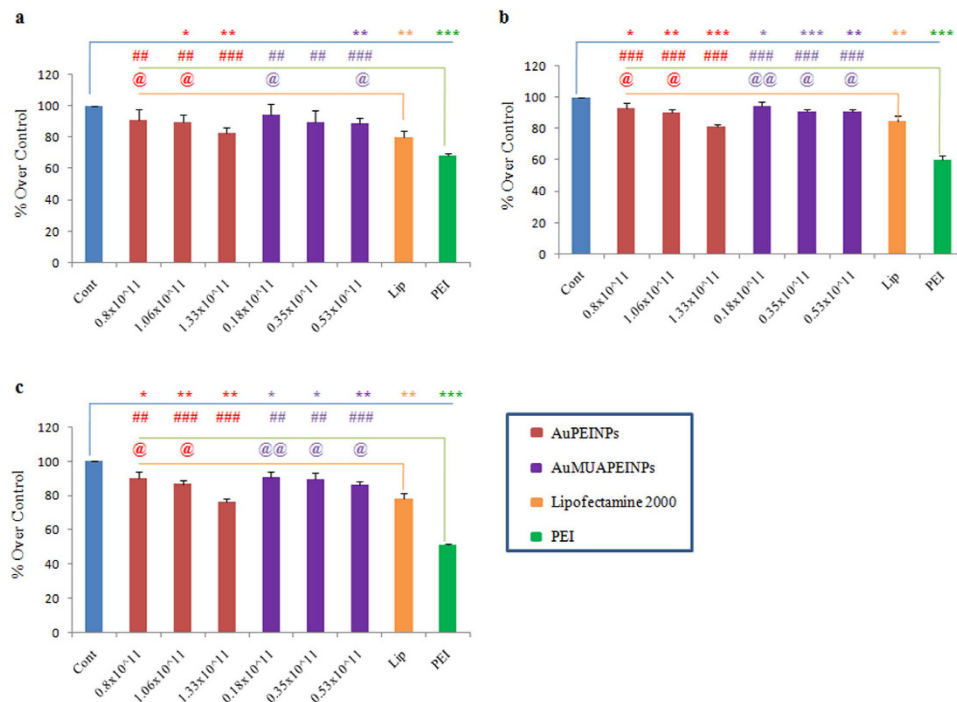 a
* ** ** ** ***
## ## ### ## ## ###
@ @ @ @
% Over Control
120
100
80
60
40
20
0
Cont
0.8x10^11
1.06x10^11
1.33x10^11
0.18x10^11
0.35x10^11
0.53x10^11
Lip
PEI
b
* ** *** * *** ** ** ***
### ### ### ### ### ###
@ @ @@ @ @
% Over Control
120
100
80
60
40
20
0
Cont
0.8x10^11
1.06x10^11
1.33x10^11
0.18x10^11
0.35x10^11
0.53x10^11
Lip
PEI
c
* ** ** * * ** ** ***
## ### ### ## ## ###
@ @ @@ @ @
% Over Control
120
100
80
60
40
20
0
Cont
0.8x10^11
1.06x10^11
1.33x10^11
0.18x10^11
0.35x10^11
0.53x10^11
Lip
PEI
AuPEINPs
AuMUAPEINPs
Lipofectamine 2000
PEI